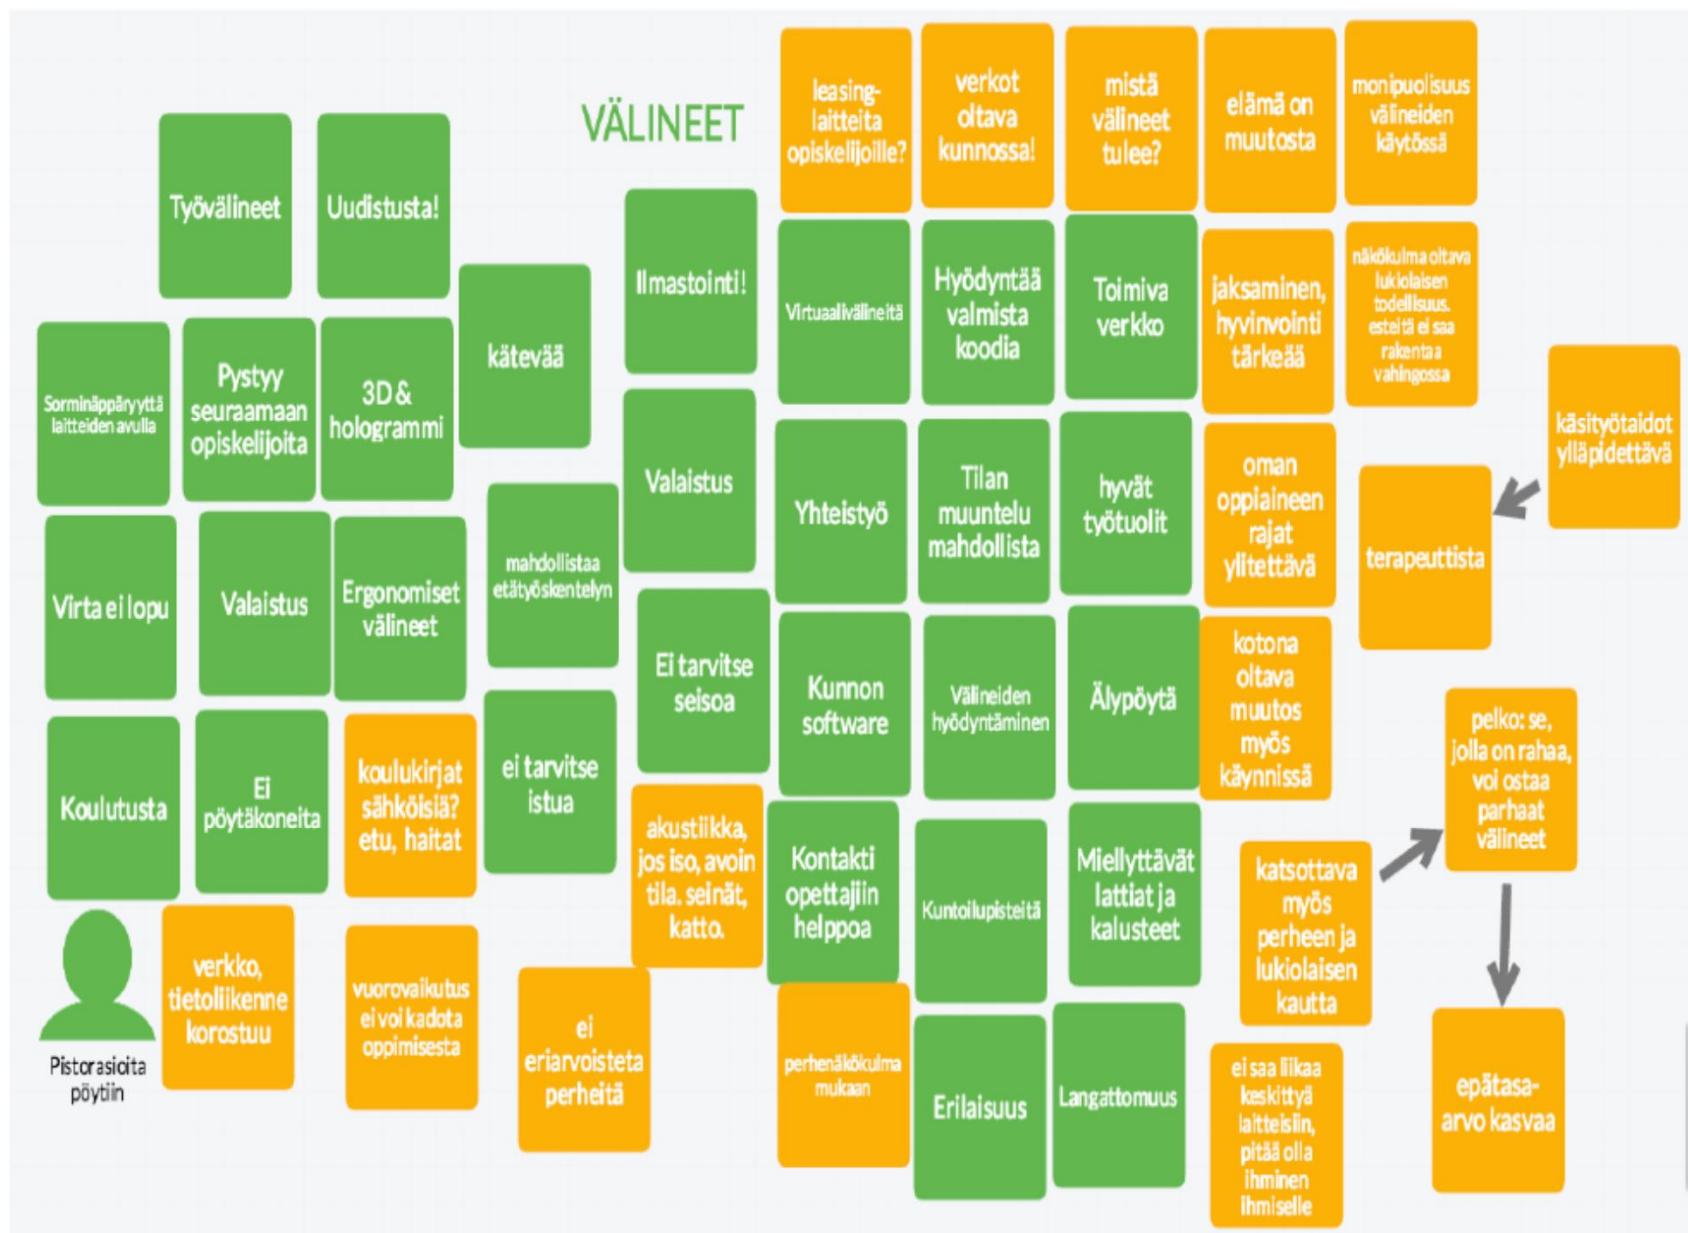 VÄLINEET
leasing-
laitteita
opiskelijoille?
verkot
oltava
kunnossa!
mistä
välineet
tulee?
elämä on
muutosta
monipuolisuus
välineiden
käytössä
Työvälineet
Uudistusta!
kätevää
Ilmastointi!
Virtuaalivälineitä
Hyödyntää
valmista
koodia
Toimiva
verkko
jaksaminen,
hyvinvointi
tärkeää
näkökulma oltava
lukiolaisen
todellisuus.
esteitä ei saa
rakentaa
vahingossa
Sorminäppäryyttä
laitteiden avulla
Pystyy
seuraamaan
opiskelijoita
3D &
hologrammi
Valaistus
Yhteistyö
Tilan
muuntelu
mahdollista
hyvät
työtuolit
oman
oppiaineen
rajat
ylitettävä
käsityötaidot
ylläpidettävä
terapeuttista
Virta ei lopu
Valaistus
Ergonomiset
välineet
mahdollistaa
etätyöskentelyn
Ei tarvitse
seisoa
Kunnon
software
Välineiden
hyödyntäminen
Älypöytä
kotona
oltava
muutos
myös
käynnissä
pelko: se,
jolla on rahaa,
voi ostaa
parhaat
välineet
Koulutusta
Ei
pöytäkoneita
koulukirjat
sähköisiä?
etu, haitat
ei tarvitse
istua
akustiikka,
jos iso, avoin
tila. seinät,
katto.
Kontakti
opettajiin
helppoa
Kuntoilupisteitä
Miellyttävät
lattiat ja
kalusteet
katsottava
myös
perheen ja
lukiolaisen
kautta
Pistorasioita
pöytiin
verkko,
tietoliikenne
korostuu
vuorovaikutus
ei voi kadota
oppimisesta
ei
eriarvoisteta
perheitä
perhenäkökulma
mukaan
Erilaisuus
Langattomuus
ei saa liikaa
keskittyä
laitteisiin,
pitää olla
ihminen
ihmiselle
epätasa-
arvo kasvaa